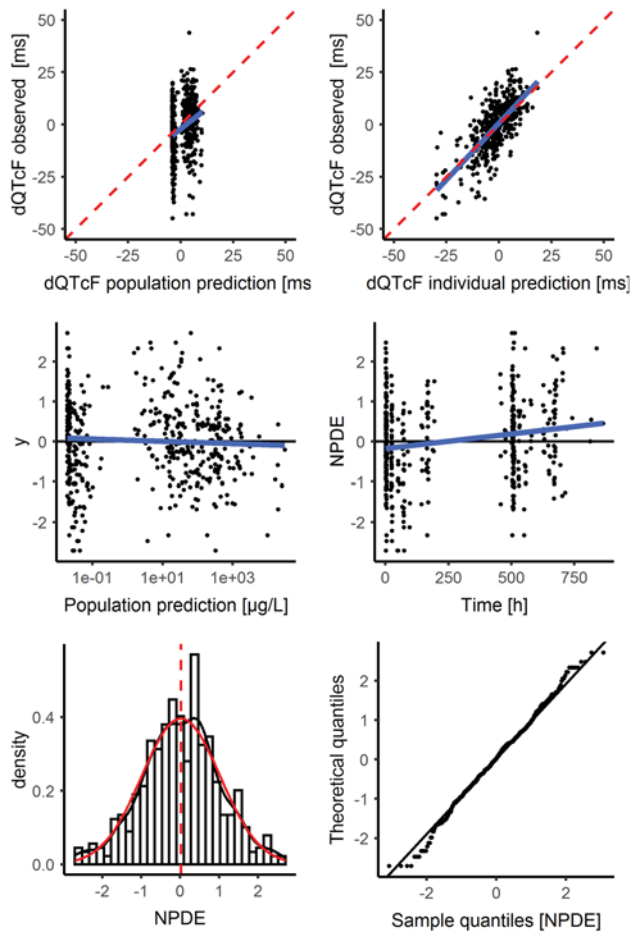 50
25
0
-25
-50
dQTcF observed [ms]
-50 -25 0 25 50
dQTcF population prediction [ms
50
25
0
-25
-50
dQTcF observed [ms]
-50 -25 0 25 50
dQTcF individual prediction [ms]
2
1
0
-1
-2
y
1e-01 1e+01 1e+03
Population prediction [µg/L]
2
1
0
-1
-2
NPDE
0 250 500 750
Time [h]
0.4
0.2
0.0
density
-2 -1 0 1 2
NPDE
2
1
0
-1
-2
Theoretical quantiles
-2 0 2
Sample quantiles [NPDE]